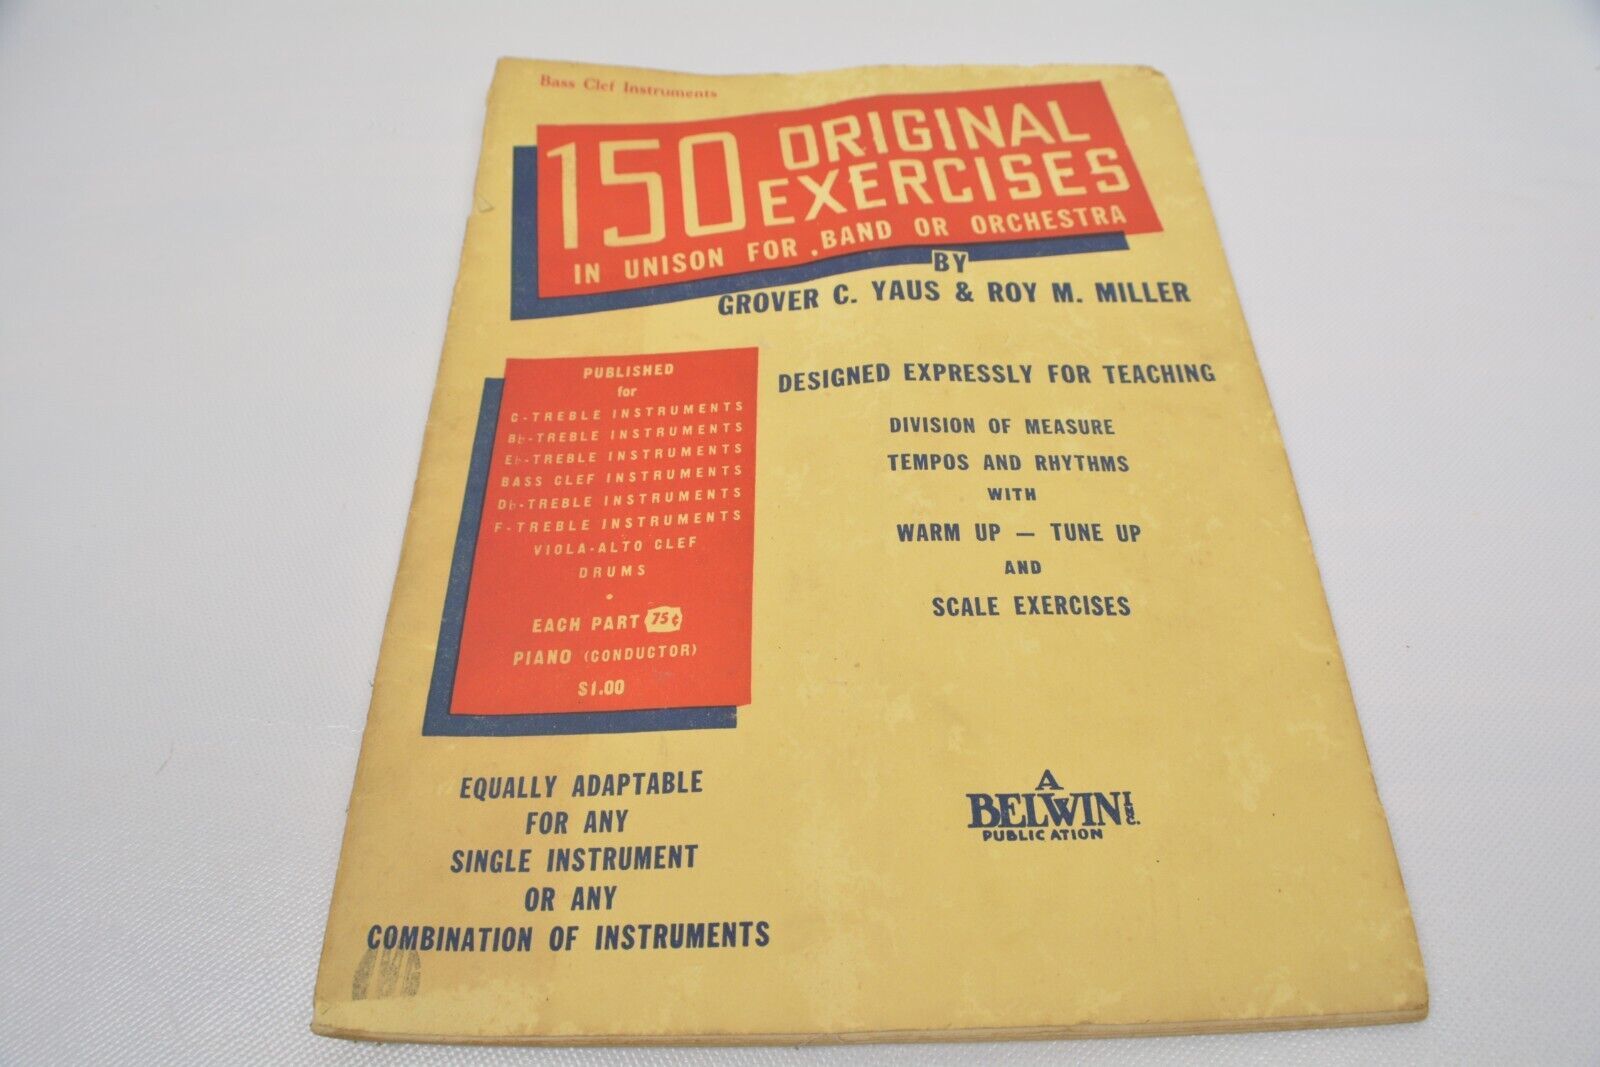 Bass Clef Instruments
150 ORIGINAL
EXERCISES
IN UNISON FOR BAND OR ORCHESTRA
BY
GROVER C. YAUS & ROY M. MILLER
PUBLISHED
for
C-TREBLE INSTRUMENTS
B♭-TREBLE INSTRUMENTS
E♭-TREBLE INSTRUMENTS
BASS CLEF INSTRUMENTS
D♭-TREBLE INSTRUMENTS
F-TREBLE INSTRUMENTS
VIOLA-ALTO CLEF
DRUMS
EACH PART 75¢
PIANO (CONDUCTOR)
$1.00
DESIGNED EXPRESSLY FOR TEACHING
DIVISION OF MEASURE
TEMPOS AND RHYTHMS
WITH
WARM UP — TUNE UP
AND
SCALE EXERCISES
EQUALLY ADAPTABLE
FOR ANY
SINGLE INSTRUMENT
OR ANY
COMBINATION OF INSTRUMENTS
A
BELWIN INC.
PUBLICATION